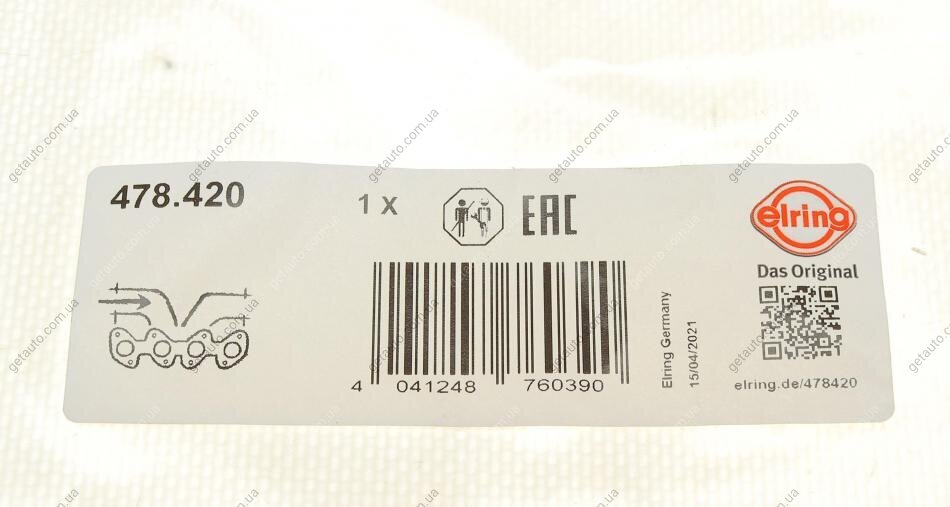 478.420
1 X
EAC
elring
Das Original
4 041248 760390
Elring Germany
15/04/2021
elring.de/478420
getauto.com.ua